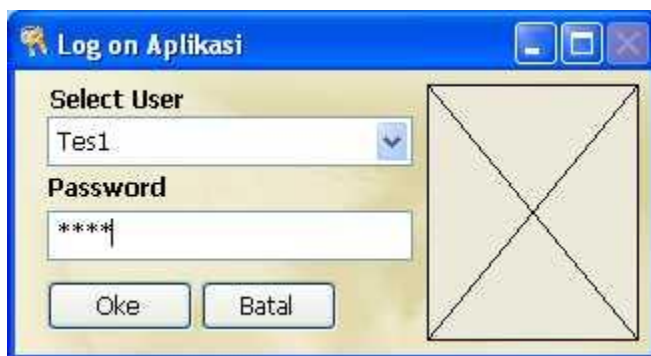 Log on Aplikasi
Select User
Tes1
Password
****
Oke Batal